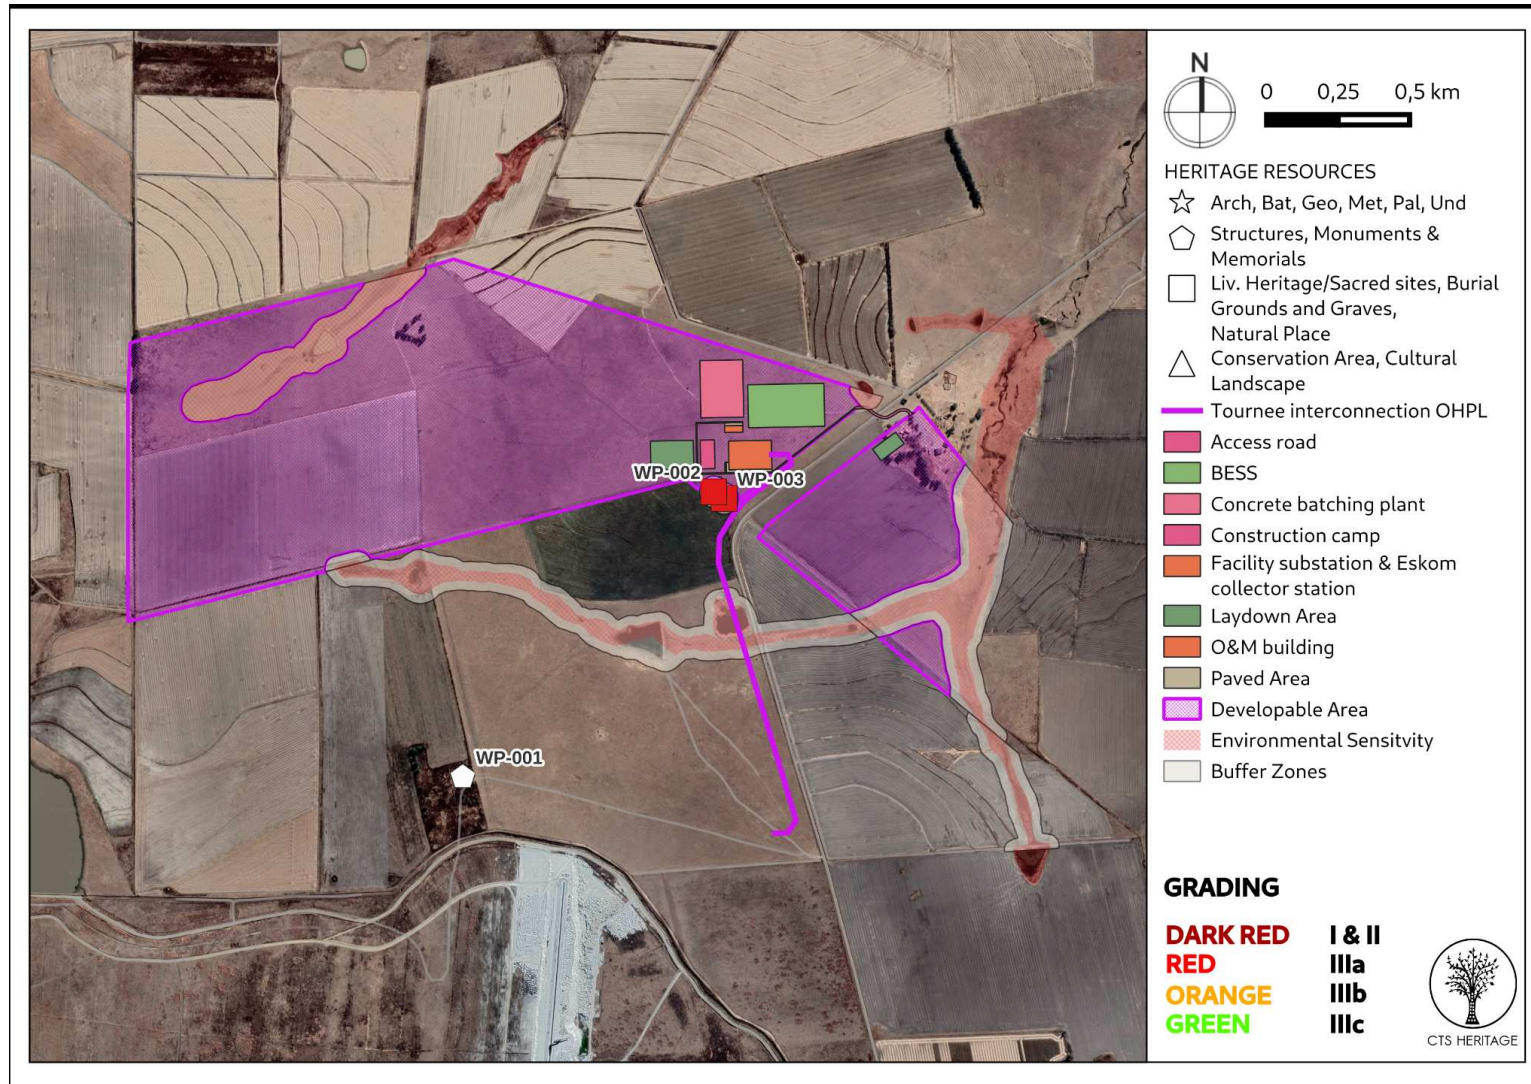 N
0 0,25 0,5 km
HERITAGE RESOURCES
Arch, Bat, Geo, Met, Pal, Und
Structures, Monuments &
Memorials
Liv. Heritage/Sacred sites, Burial
Grounds and Graves,
Natural Place
Conservation Area, Cultural
Landscape
Tournee interconnection OHPL
Access road
BESS
Concrete batching plant
Construction camp
Facility substation & Eskom
collector station
Laydown Area
O&M building
Paved Area
Developable Area
Environmental Sensitvity
Buffer Zones
GRADING
DARK RED I & II
RED IIIa
ORANGE IIIb
GREEN IIIc
CTS HERITAGE
WP-002
WP-003
WP-001